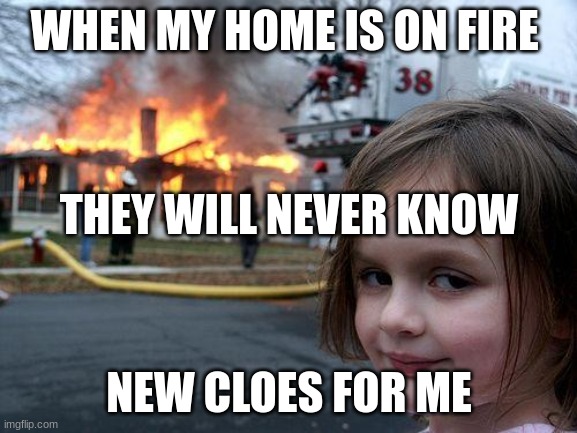 WHEN MY HOME IS ON FIRE
38
THEY WILL NEVER KNOW
NEW CLOES FOR ME
imgflip.com